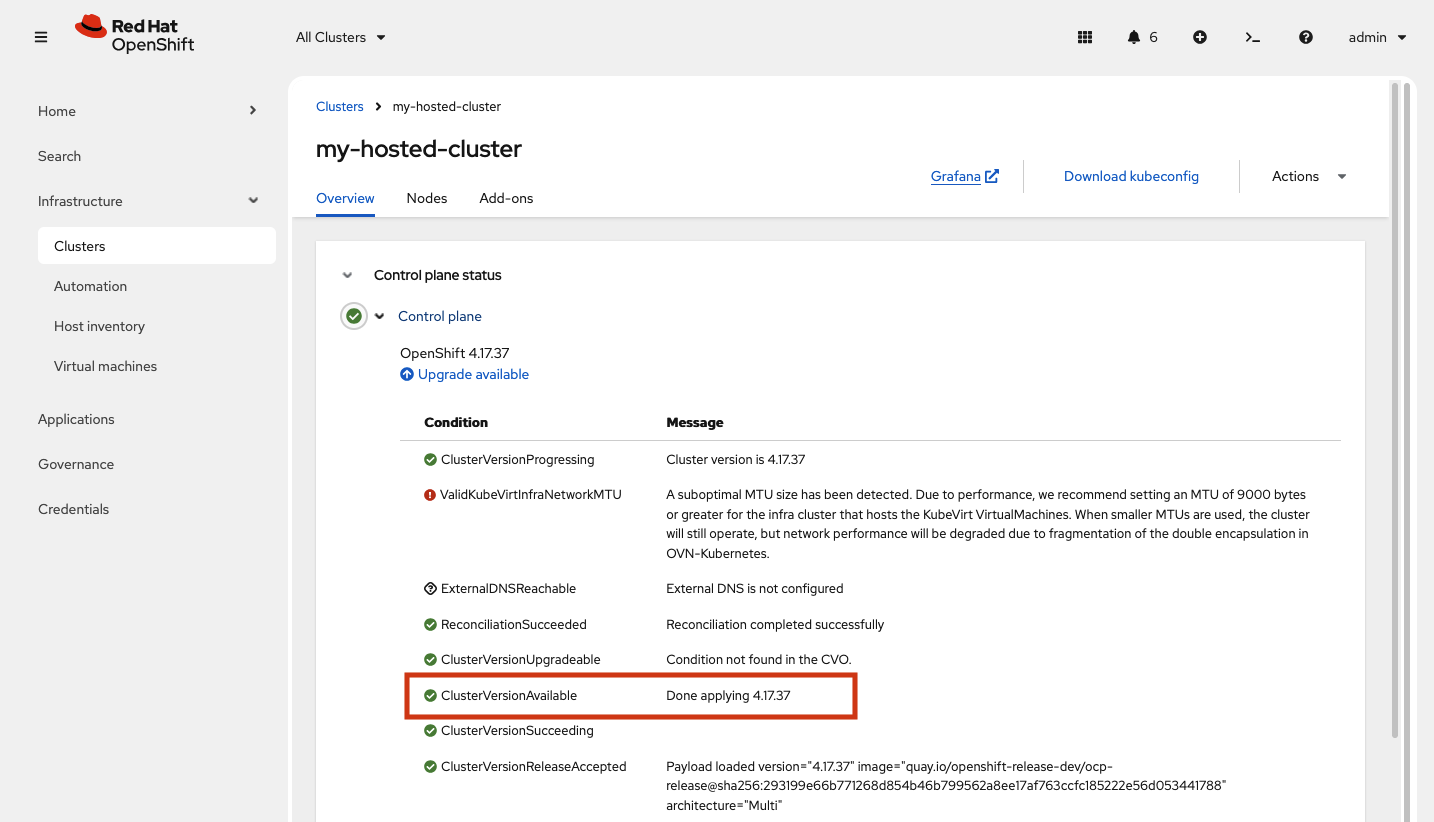 Red Hat
OpenShift
All Clusters
6
admin
Home
Search
Infrastructure
Clusters
Automation
Host inventory
Virtual machines
Applications
Governance
Credentials
Clusters my-hosted-cluster
my-hosted-cluster
Grafana
Download kubeconfig
Actions
Overview Nodes Add-ons
Control plane status
Control plane
OpenShift 4.17.37
Upgrade available
Condition Message
ClusterVersionProgressing Cluster version is 4.17.37
ValidKubeVirtInfraNetworkMTU A suboptimal MTU size has been detected. Due to performance, we recommend setting an MTU of 9000 bytes
or greater for the infra cluster that hosts the KubeVirt VirtualMachines. When smaller MTUs are used, the cluster
will still operate, but network performance will be degraded due to fragmentation of the double encapsulation in
OVN-Kubernetes.
ExternalDNSReachable External DNS is not configured
ReconciliationSucceeded Reconciliation completed successfully
ClusterVersionUpgradeable Condition not found in the CVO.
ClusterVersionAvailable Done applying 4.17.37
ClusterVersionSucceeding
ClusterVersionReleaseAccepted Payload loaded version="4.17.37" image="quay.io/openshift-release-dev/ocp-
release@sha256:293199e66b771268d854b46b799562a8ee17af763ccfc185222e56d053441788"
architecture="Multi"